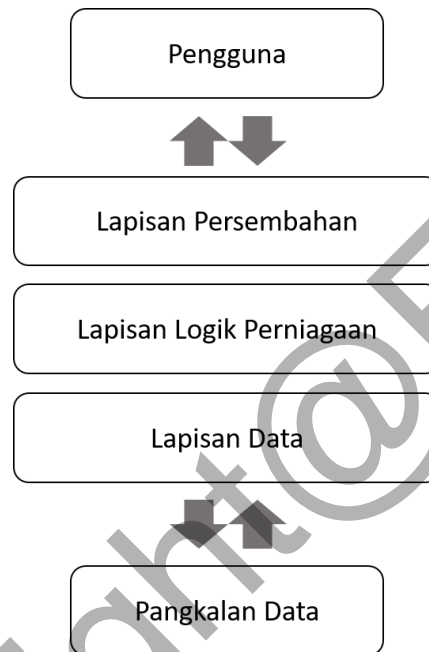 Pengguna
Lapisan Persembahan
Lapisan Logik Perniagaan
Lapisan Data
Pangkalan Data